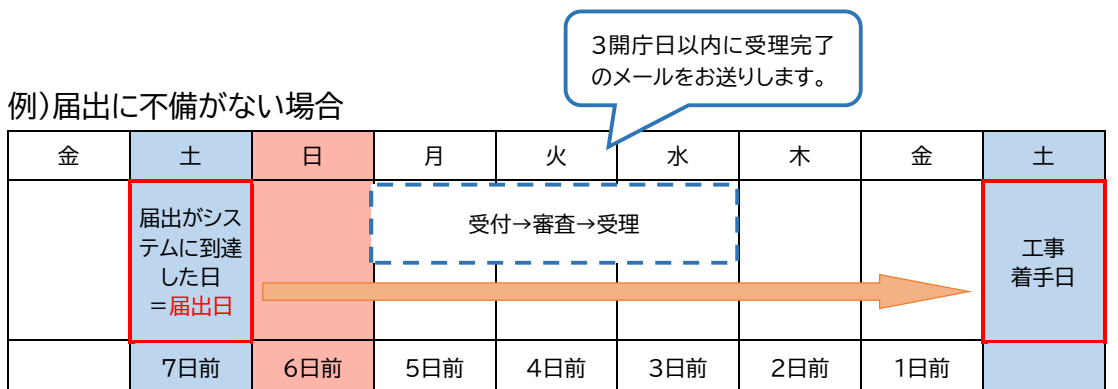 3開庁日以内に受理完了
のメールをお送りします。
例)届出に不備がない場合
金 土 日 月 火 水 木 金 土
届出がシス
テムに到達
した日
＝届出日
受付→審査→受理
工事
着手日
7日前 6日前 5日前 4日前 3日前 2日前 1日前